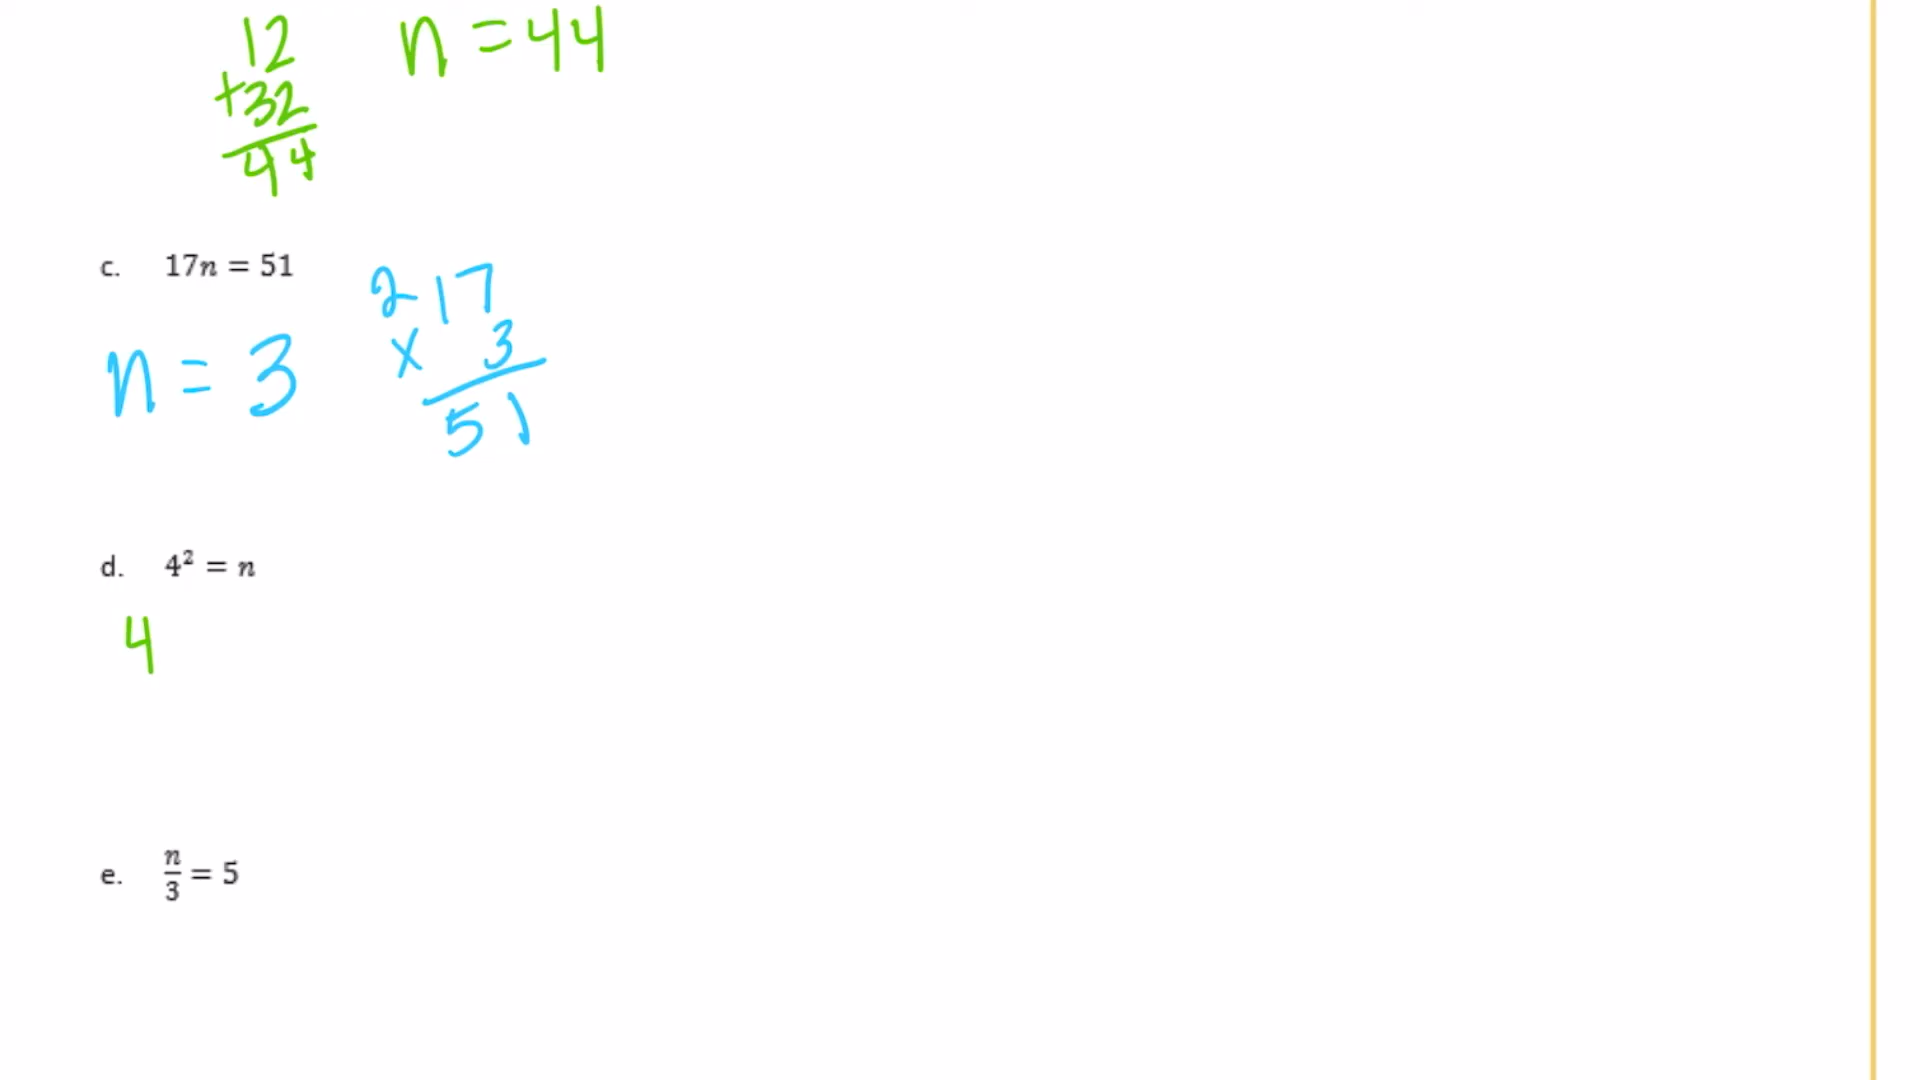 12 n = 44
+32
44
c. 17n = 51
2 17
n = 3 x 3
51
d. 4² = n
4
e. n/3 = 5